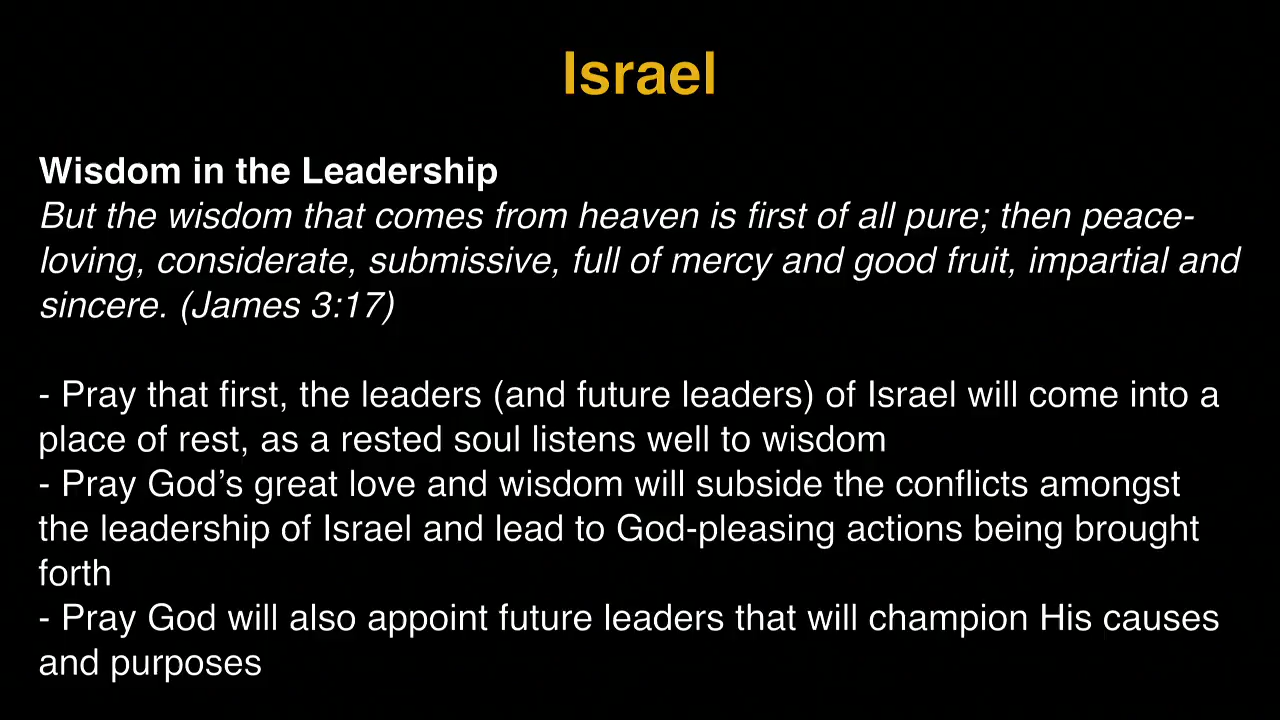 Israel
Wisdom in the Leadership
But the wisdom that comes from heaven is first of all pure; then peace-
loving, considerate, submissive, full of mercy and good fruit, impartial and
sincere. (James 3:17)
- Pray that first, the leaders (and future leaders) of Israel will come into a
place of rest, as a rested soul listens well to wisdom
- Pray God’s great love and wisdom will subside the conflicts amongst
the leadership of Israel and lead to God-pleasing actions being brought
forth
- Pray God will also appoint future leaders that will champion His causes
and purposes